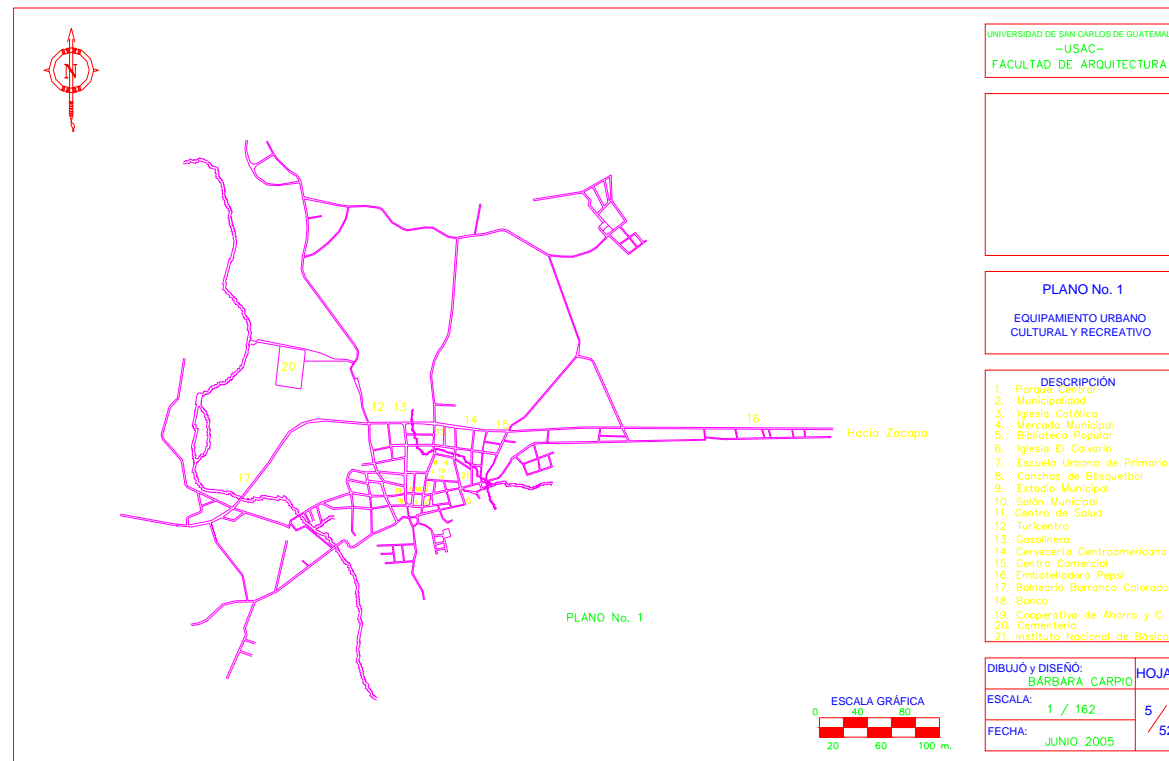 N
UNIVERSIDAD DE SAN CARLOS DE GUATEMAL
-USAC-
FACULTAD DE ARQUITECTURA
PLANO No. 1
EQUIPAMIENTO URBANO
CULTURAL Y RECREATIVO
DESCRIPCIÓN
1. Parque Central
2. Municipalidad
3. Iglesia Católica
4. Mercado Municipal
5. Biblioteca Popular
6. Iglesia El Calvario
7. Escuela Urbana de Primaria
8. Canchas de Básquetbol
9. Estadio Municipal
10. Salón Municipal
11. Centro de Salud
12. Turicentro
13. Gasolinera
14. Cervecería Centroamericana
15. Centro Comercial
16. Embotelladora Pepsi
17. Balneario Barranco Colorado
18. Banco
19. Cooperativa de Ahorro y C.
20. Cementerio
21. Instituto Nacional de Básico
20
12 13
14
15
16
Hacia Zacapa
17
6
PLANO No. 1
ESCALA GRÁFICA
0 40 80
20 60 100 m.
DIBUJÓ y DISEÑO:
BÁRBARA CARPIO
HOJA
ESCALA:
1 / 162
5 / 52
FECHA:
JUNIO 2005